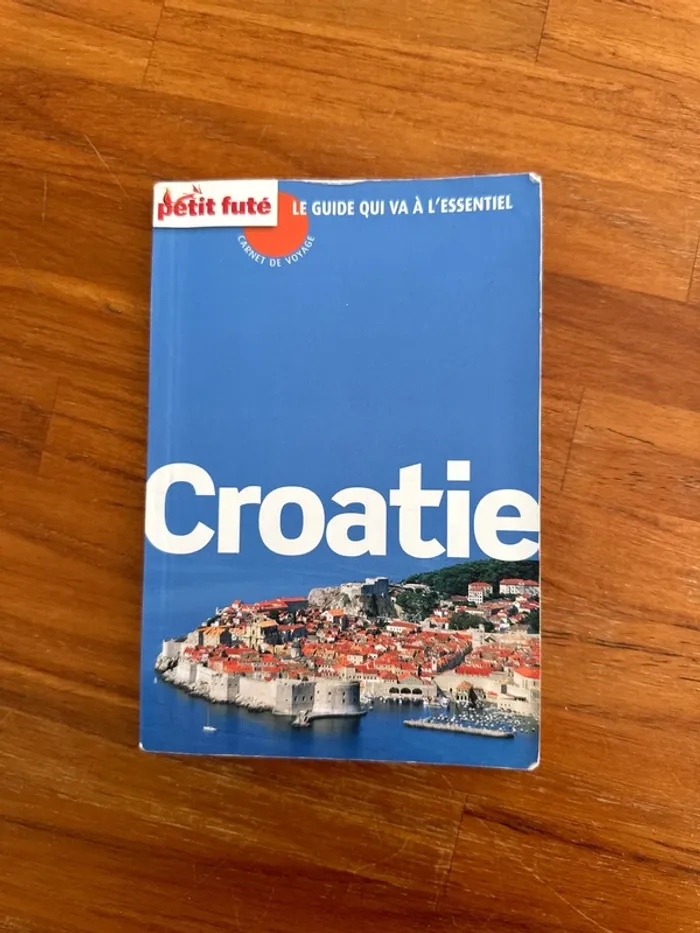 petit futé
LE GUIDE QUI VA À L'ESSENTIEL
CARNET DE VOYAGE
Croatie